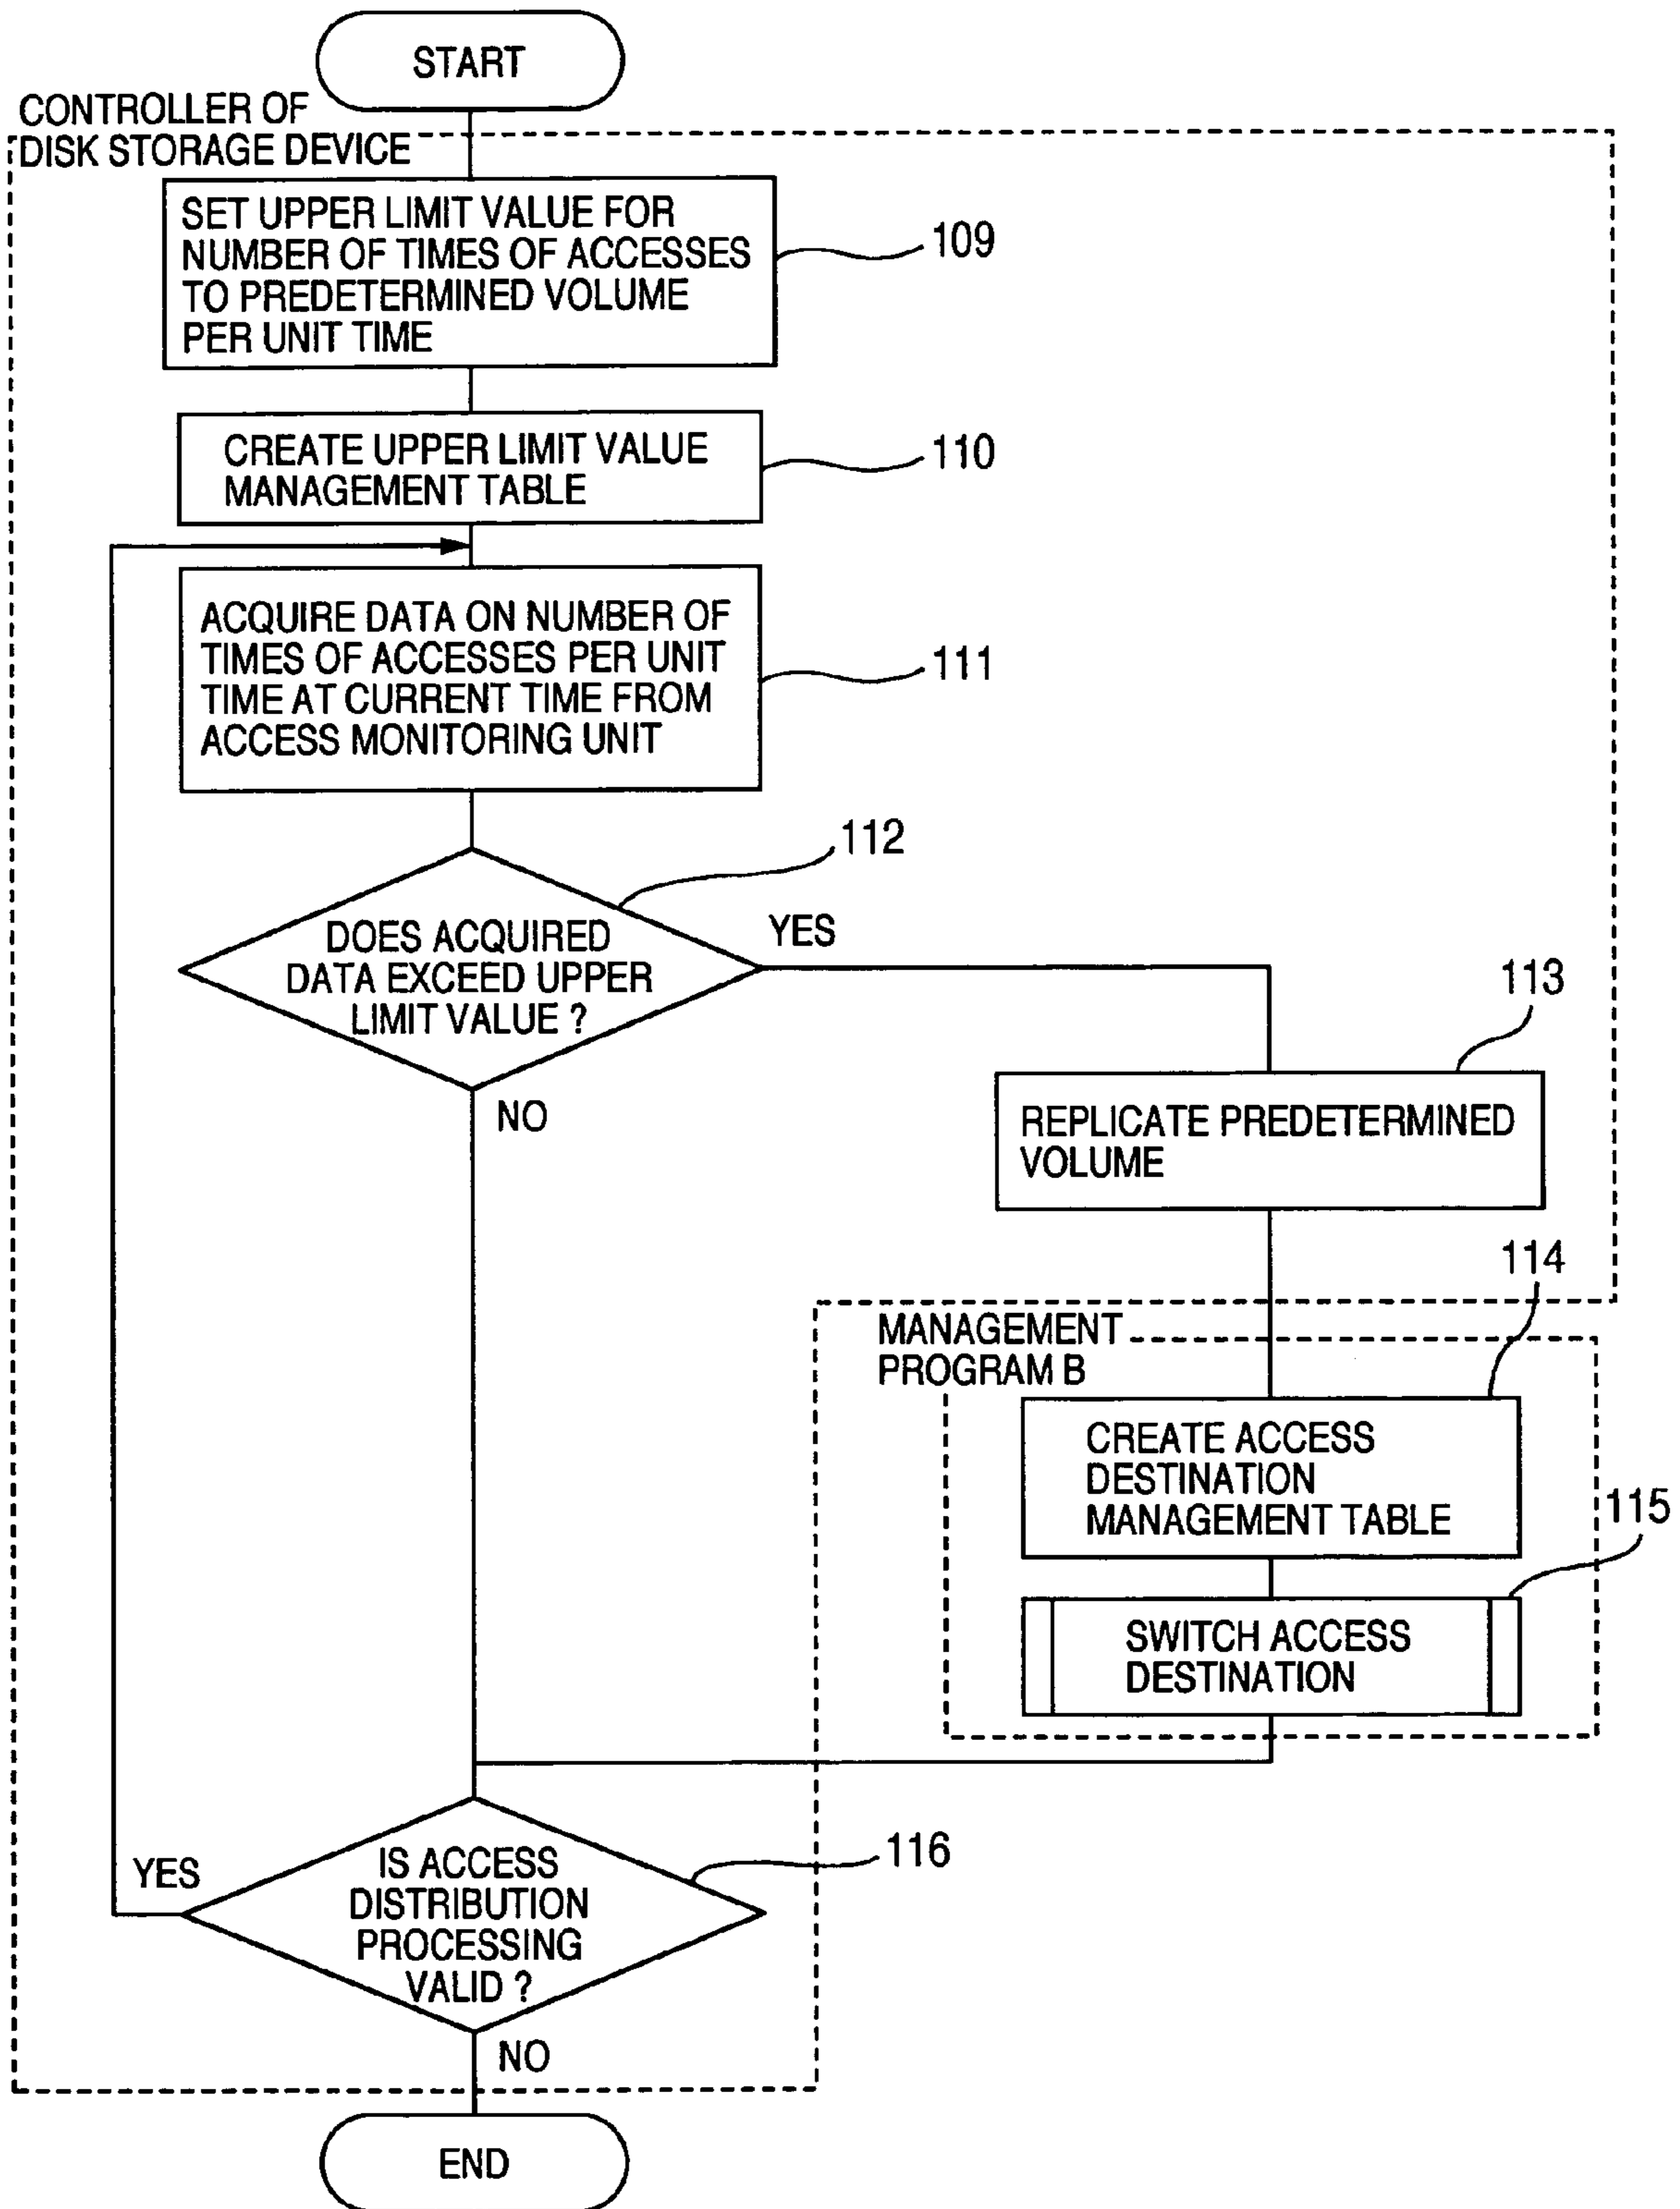 START
CONTROLLER OF
DISK STORAGE DEVICE
SET UPPER LIMIT VALUE FOR
NUMBER OF TIMES OF ACCESSES
TO PREDETERMINED VOLUME
PER UNIT TIME
109
CREATE UPPER LIMIT VALUE
MANAGEMENT TABLE
110
ACQUIRE DATA ON NUMBER OF
TIMES OF ACCESSES PER UNIT
TIME AT CURRENT TIME FROM
ACCESS MONITORING UNIT
111
112
DOES ACQUIRED
DATA EXCEED UPPER
LIMIT VALUE ?
YES
NO
113
REPLICATE PREDETERMINED
VOLUME
114
MANAGEMENT
PROGRAM B
CREATE ACCESS
DESTINATION
MANAGEMENT TABLE
115
SWITCH ACCESS
DESTINATION
116
YES
IS ACCESS
DISTRIBUTION
PROCESSING
VALID ?
NO
END